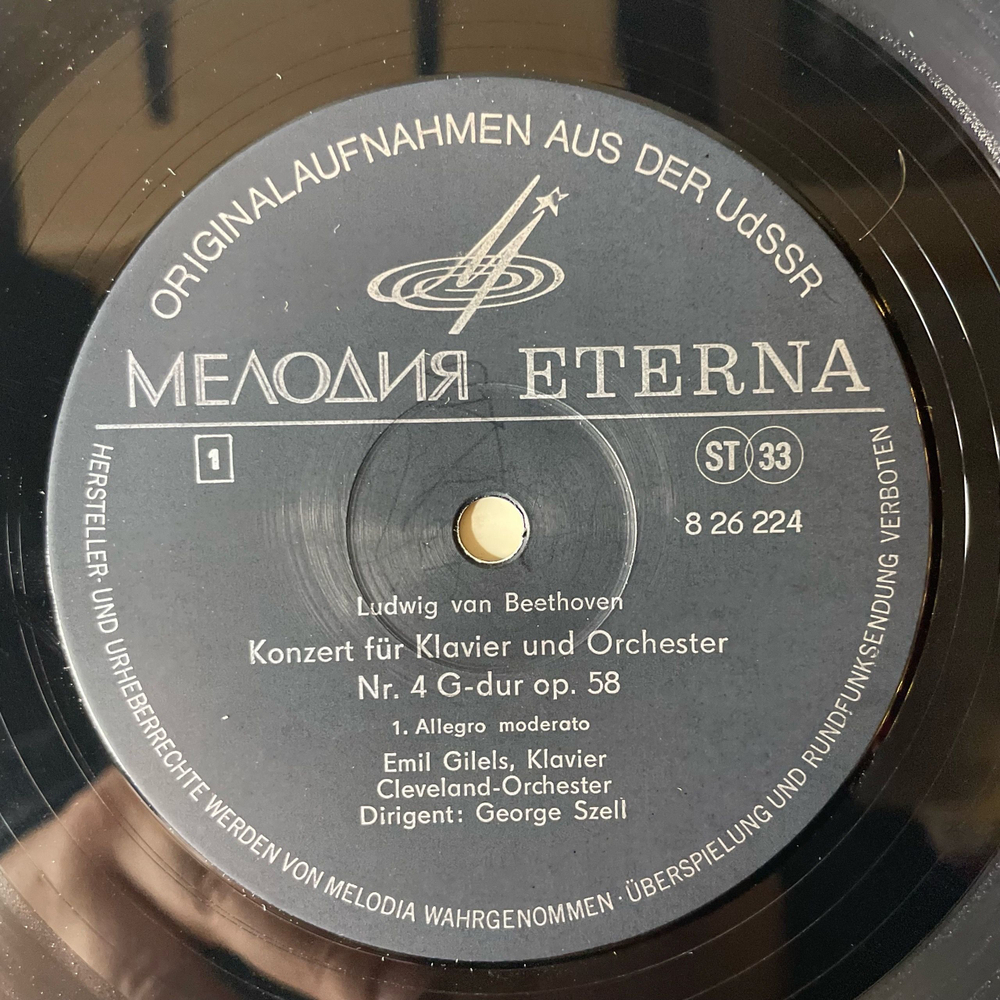 ORIGINALAUFNAHMEN AUS DER UdSSR
МЕЛОДИЯ ETERNA
1
ST 33
8 26 224
Ludwig van Beethoven
Konzert für Klavier und Orchester
Nr. 4 G-dur op. 58
1. Allegro moderato
Emil Gilels, Klavier
Cleveland-Orchester
Dirigent: George Szell
HERSTELLER- UND URHEBERRECHTE WERDEN VON MELODIA WAHRGENOMMEN · ÜBERSPIELUNG UND RUNDFUNKSENDUNG VERBOTEN